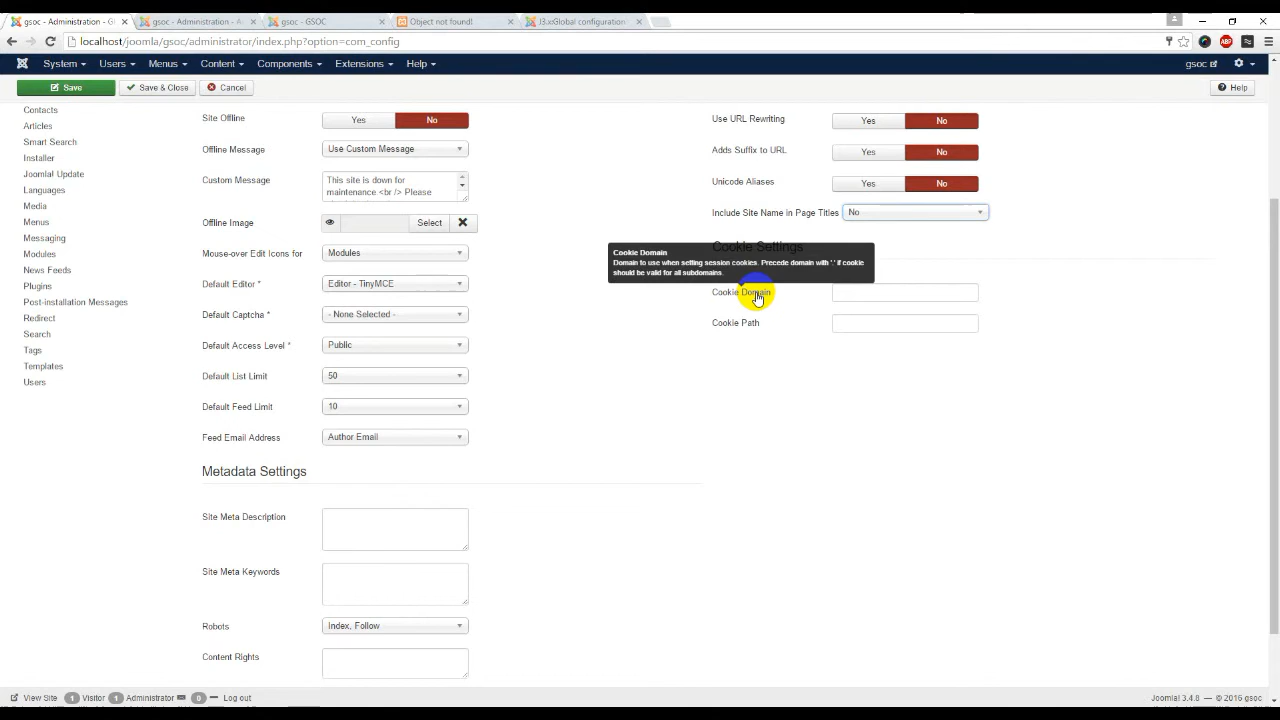 gsoc - Administration - G
gsoc - Administration - A
gsoc - GSOC
Object not found!
J3.x:Global configuration
localhost/joomla/gsoc/administrator/index.php?option=com_config
ABP
System
Users
Menus
Content
Components
Extensions
Help
gsoc
Save
Save & Close
Cancel
Help
Contacts
Articles
Smart Search
Installer
Joomla! Update
Languages
Media
Menus
Messaging
Modules
News Feeds
Plugins
Post-installation Messages
Redirect
Search
Tags
Templates
Users
Site Offline
Yes
No
Offline Message
Use Custom Message
Custom Message
This site is down for
maintenance <br /> Please
Offline Image
Select
Mouse-over Edit Icons for
Modules
Default Editor *
Editor - TinyMCE
Default Captcha *
- None Selected -
Default Access Level *
Public
Default List Limit
50
Default Feed Limit
10
Feed Email Address
Author Email
Metadata Settings
Site Meta Description
Site Meta Keywords
Robots
Index, Follow
Content Rights
Use URL Rewriting
Yes
No
Adds Suffix to URL
Yes
No
Unicode Aliases
Yes
No
Include Site Name in Page Titles
No
Cookie Settings
Cookie Domain
Domain to use when setting session cookies. Precede domain with '.' if cookie
should be valid for all subdomains.
Cookie Domain
Cookie Path
View Site
1 Visitor
1 Administrator
0
Log out
Joomla! 3.4.8 — © 2016 gsoc